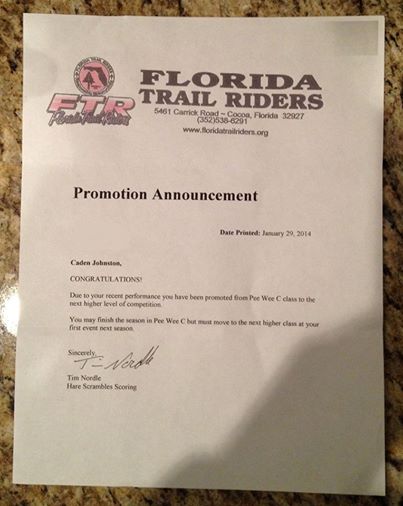 FTR
Florida Trail Riders
FLORIDA
TRAIL RIDERS
5461 Carrick Road ~ Cocoa, Florida 32927
(352)538-6291
www.floridatrailriders.org
Promotion Announcement
Date Printed: January 29, 2014
Caden Johnston,
CONGRATULATIONS!
Due to your recent performance you have been promoted from Pee Wee C class to the
next higher level of competition.
You may finish the season in Pee Wee C but must move to the next higher class at your
first event next season.
Sincerely,
Tim Nordle
Tim Nordle
Hare Scrambles Scoring